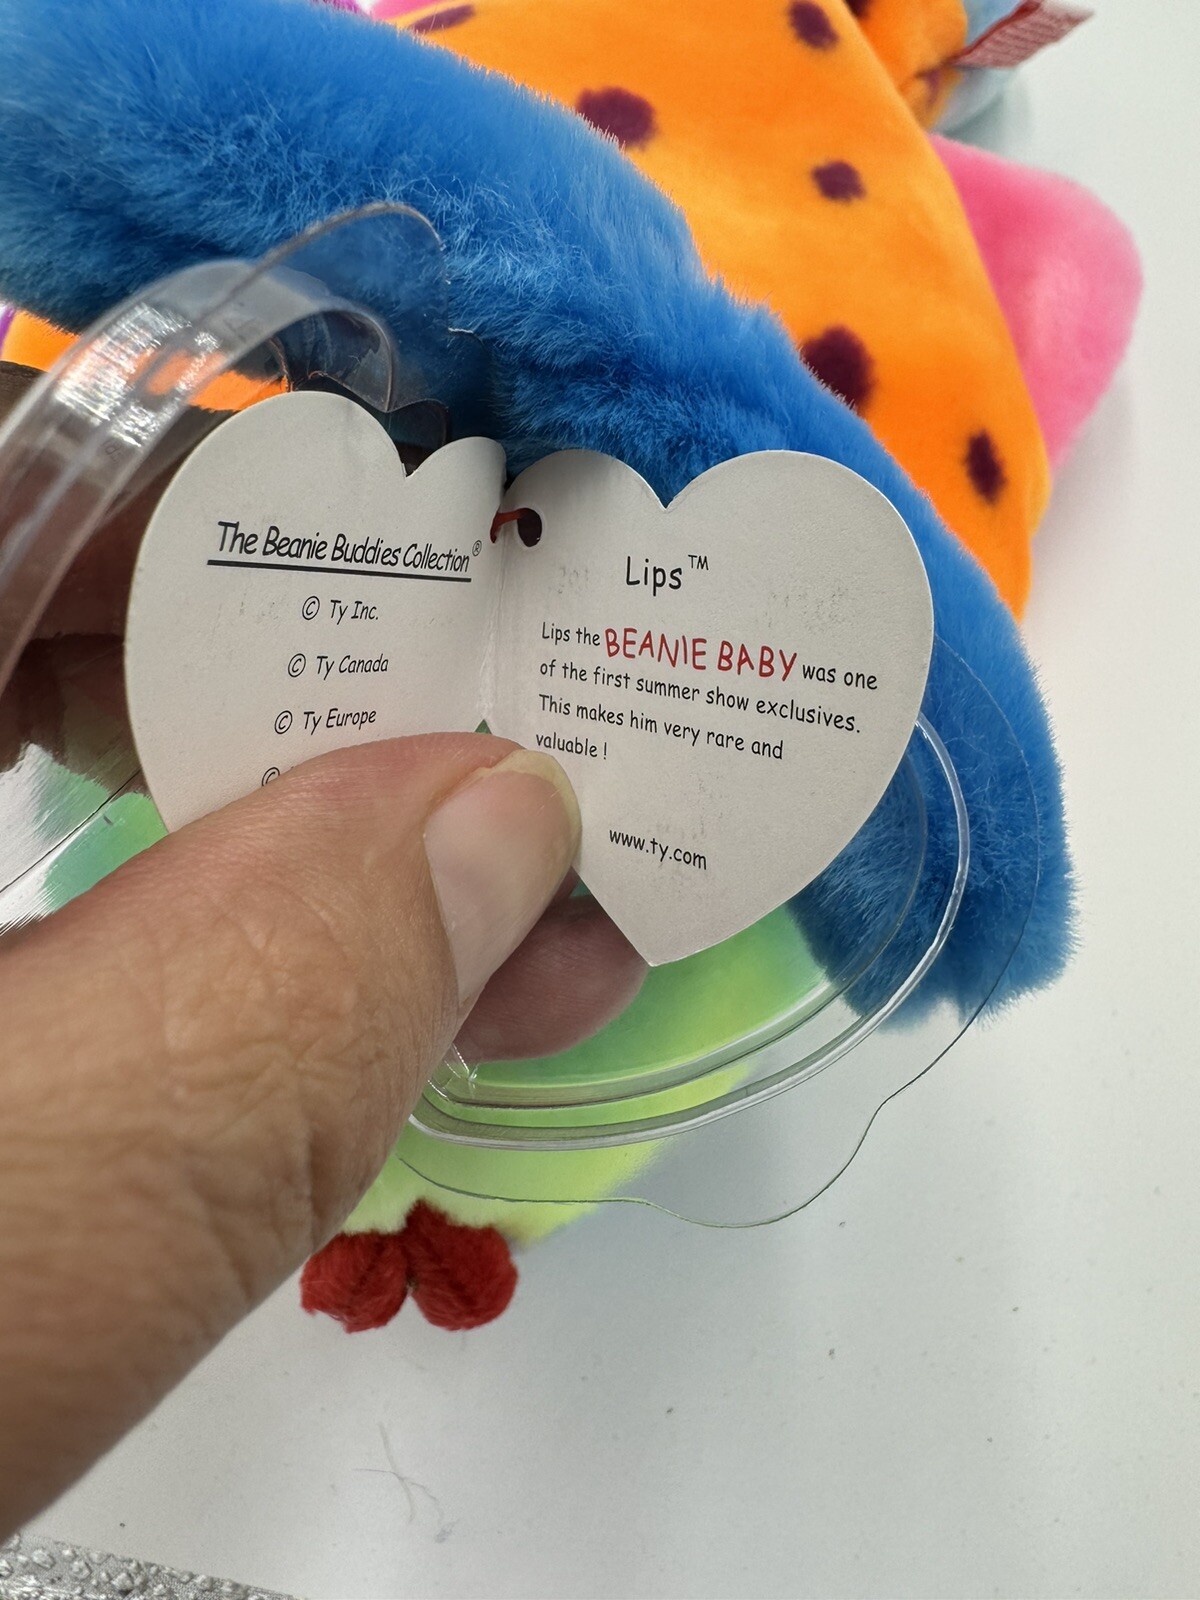 The Beanie Buddies Collection®
© Ty Inc.
© Ty Canada
© Ty Europe
©
Lips™
Lips the BEANIE BABY was one
of the first summer show exclusives.
This makes him very rare and
valuable !
www.ty.com